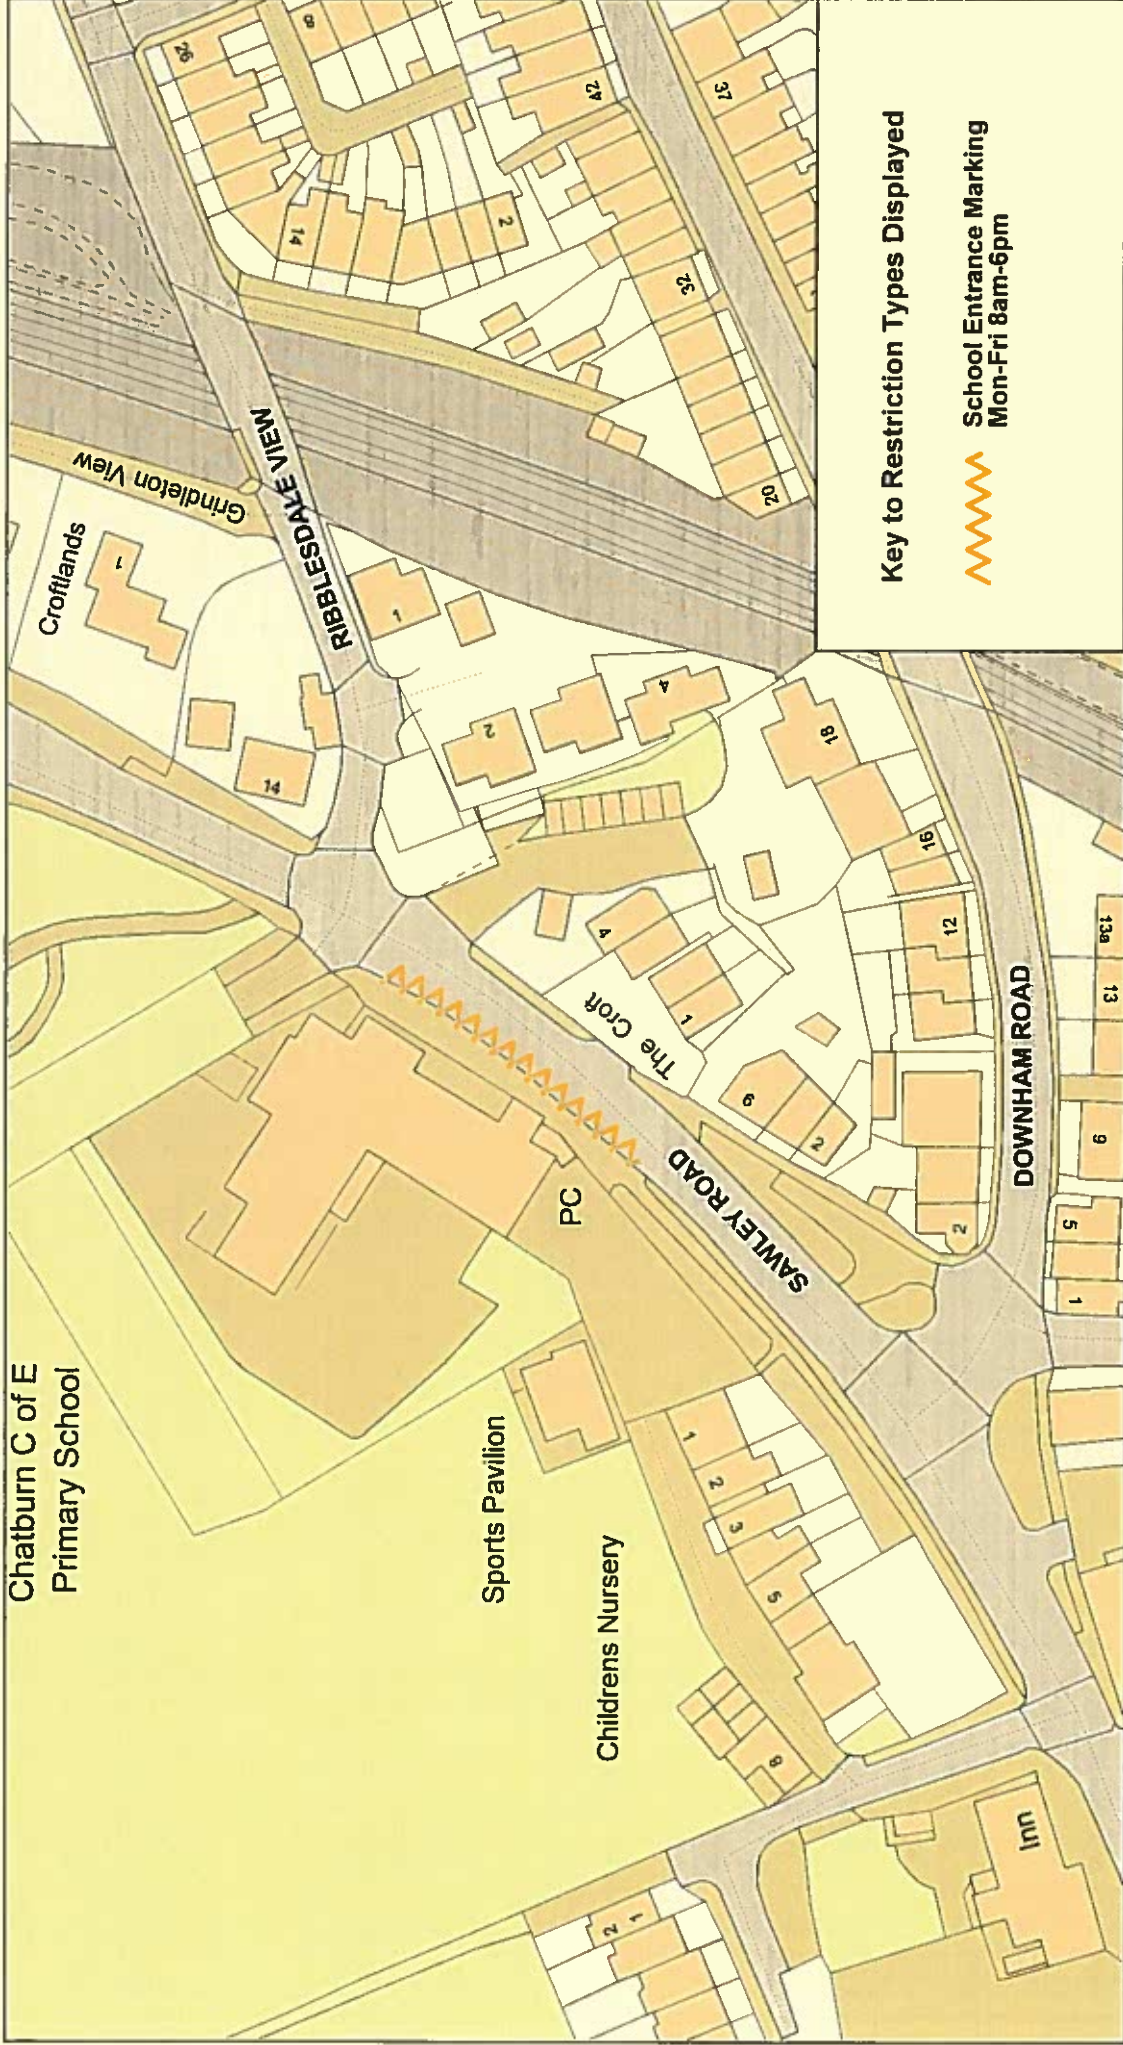 Chatburn C of E
Primary School
Sports Pavilion
Childrens Nursery
PC
Croftlands
1
Grindleton View
RIBBLESDALE VIEW
14
1
2
4
26
8
14
2
42
37
32
20
18
16
12
4
1
The Croft
6
2
2
SAWLEY ROAD
DOWNHAM ROAD
13a
13
9
5
1
1
2
3
5
8
2
1
Inn
Key to Restriction Types Displayed
School Entrance Marking
Mon-Fri 8am-6pm